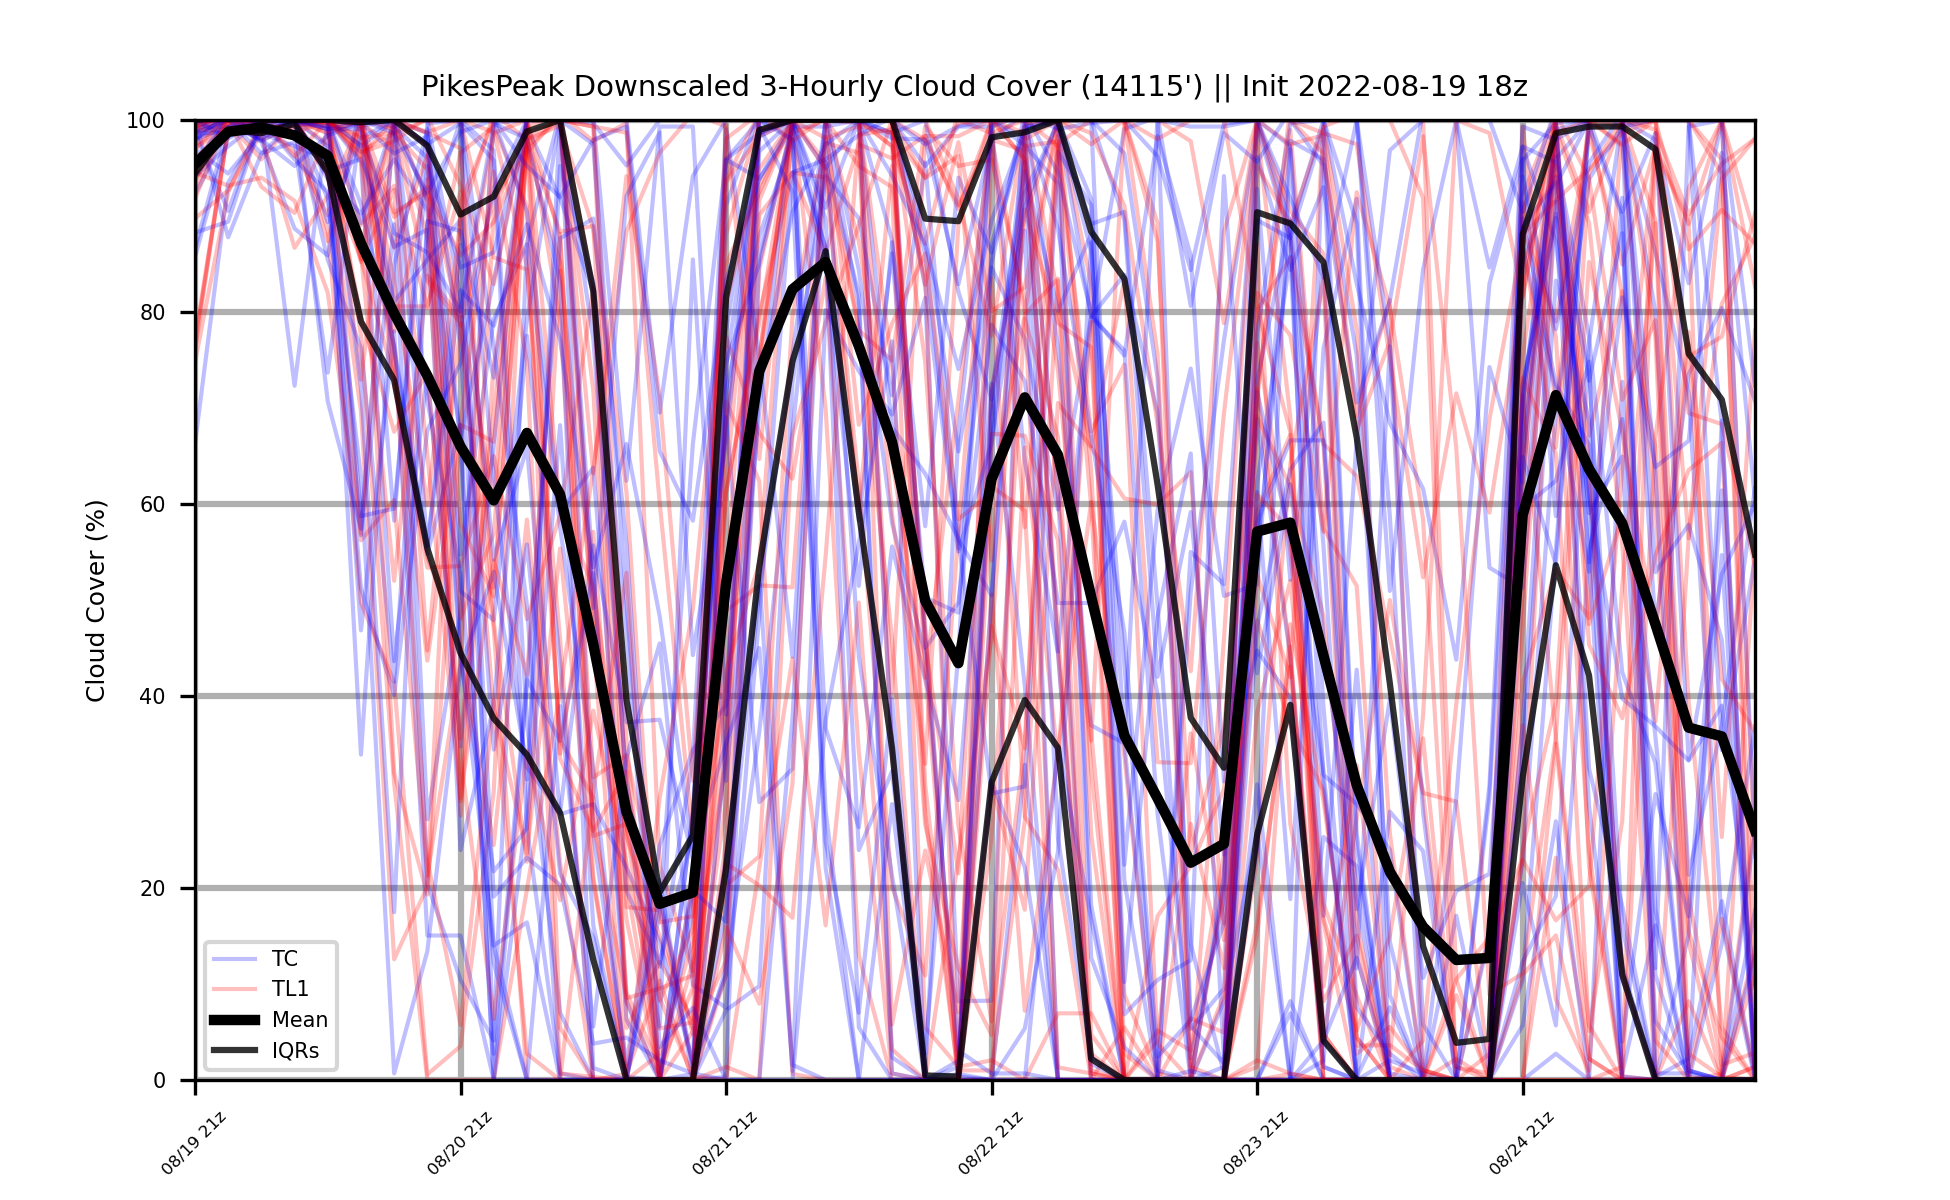 PikesPeak Downscaled 3-Hourly Cloud Cover (14115') || Init 2022-08-19 18z
Cloud Cover (%)
100
80
60
40
20
0
TC
TL1
Mean
IQRs
08/19 21z
08/20 21z
08/21 21z
08/22 21z
08/23 21z
08/24 21z